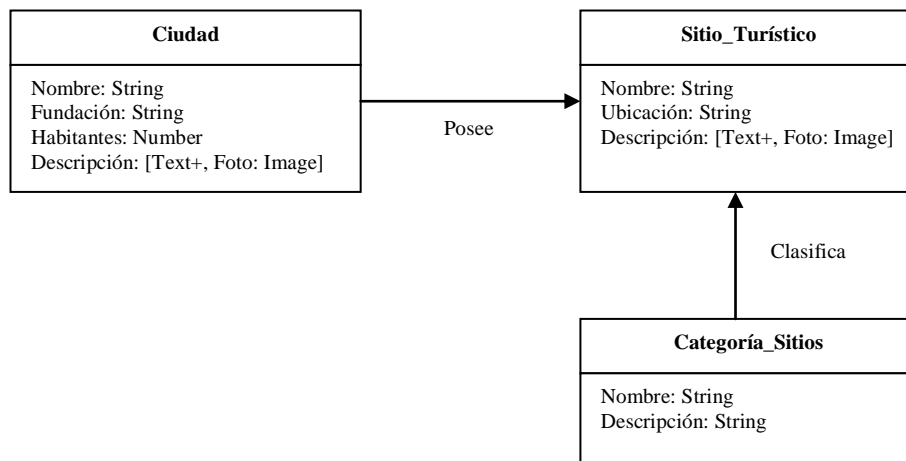 Ciudad
Nombre: String
Fundación: String
Habitantes: Number
Descripción: [Text+, Foto: Image]
Posee
Sitio_Turístico
Nombre: String
Ubicación: String
Descripción: [Text+, Foto: Image]
Clasifica
Categoría_Sitios
Nombre: String
Descripción: String